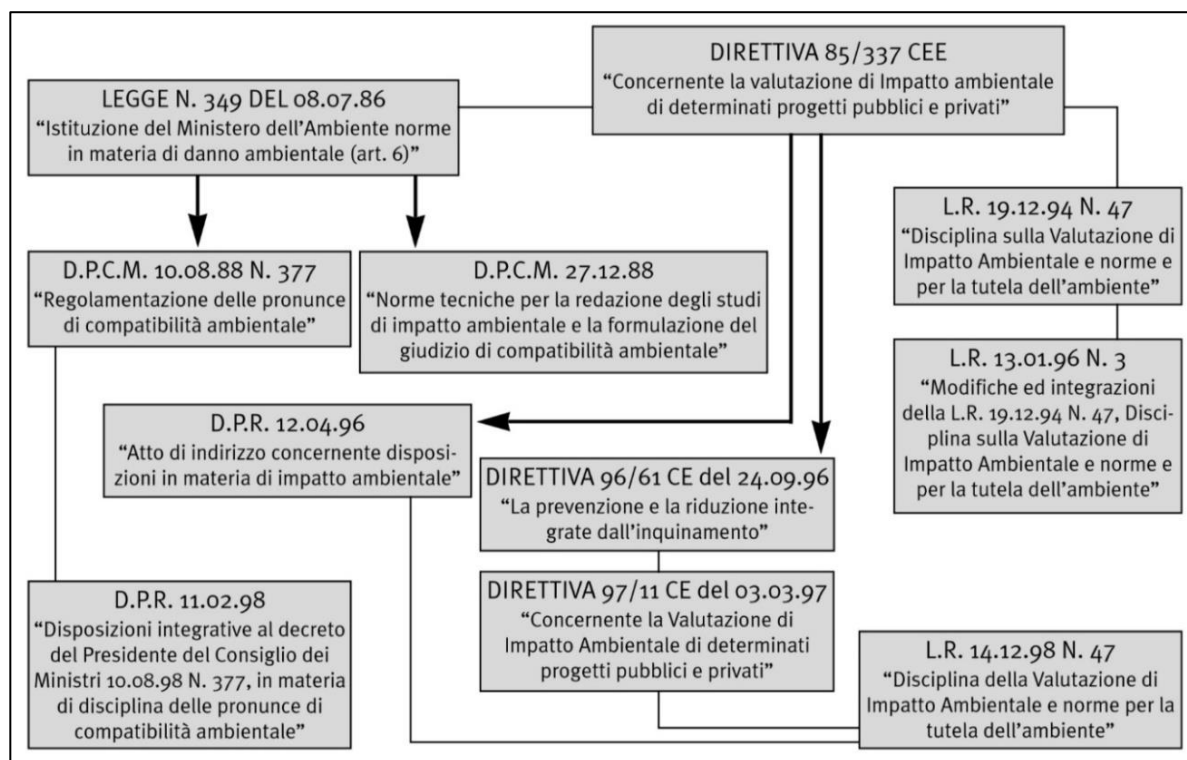 DIRETTIVA 85/337 CEE
“Concernente la valutazione di Impatto ambientale
di determinati progetti pubblici e privati”
LEGGE N. 349 DEL 08.07.86
“Istituzione del Ministero dell’Ambiente norme
in materia di danno ambientale (art. 6)”
L.R. 19.12.94 N. 47
“Disciplina sulla Valutazione di
Impatto Ambientale e norme e
per la tutela dell’ambiente”
D.P.C.M. 10.08.88 N. 377
“Regolamentazione delle pronunce
di compatibilità ambientale”
D.P.C.M. 27.12.88
“Norme tecniche per la redazione degli studi
di impatto ambientale e la formulazione del
giudizio di compatibilità ambientale”
L.R. 13.01.96 N. 3
“Modifiche ed integrazioni
della L.R. 19.12.94 N. 47, Disci-
plina sulla Valutazione di
Impatto Ambientale e norme e
per la tutela dell’ambiente”
D.P.R. 12.04.96
“Atto di indirizzo concernente disposi-
zioni in materia di impatto ambientale”
DIRETTIVA 96/61 CE del 24.09.96
“La prevenzione e la riduzione inte-
grate dall’inquinamento”
DIRETTIVA 97/11 CE del 03.03.97
“Concernente la Valutazione di
Impatto Ambientale di determinati
progetti pubblici e privati”
D.P.R. 11.02.98
“Disposizioni integrative al decreto
del Presidente del Consiglio dei
Ministri 10.08.98 N. 377, in materia
di disciplina delle pronunce di
compatibilità ambientale”
L.R. 14.12.98 N. 47
“Disciplina della Valutazione di
Impatto Ambientale e norme per la
tutela dell’ambiente”